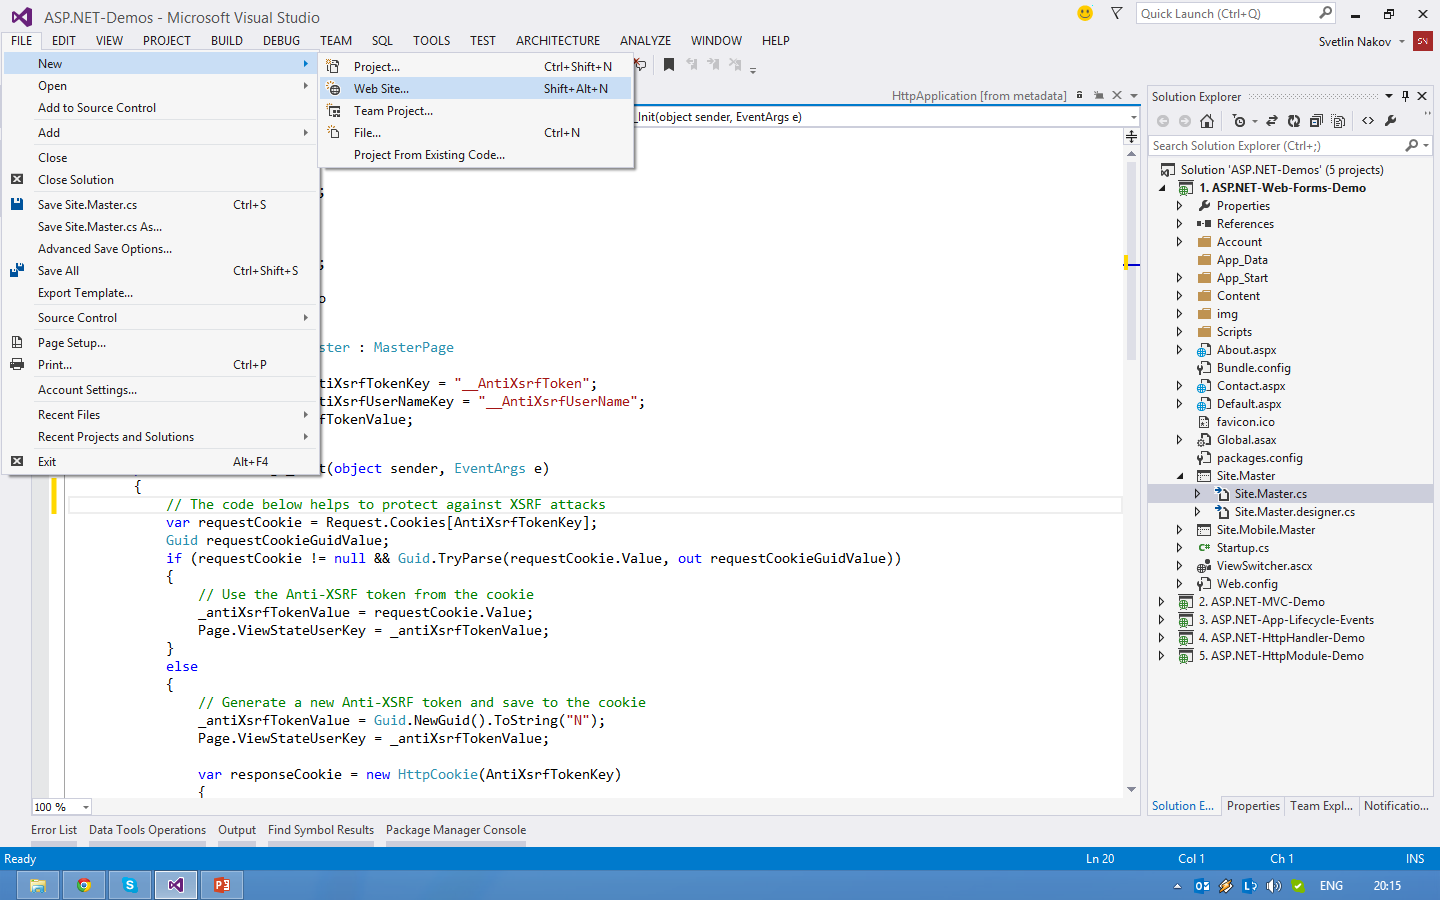 ASP.NET-Demos - Microsoft Visual Studio
Quick Launch (Ctrl+Q)
FILE EDIT VIEW PROJECT BUILD DEBUG TEAM SQL TOOLS TEST ARCHITECTURE ANALYZE WINDOW HELP
Svetlin Nakov SN
New
Open
Add to Source Control
Add
Close
Close Solution
Save Site.Master.cs Ctrl+S
Save Site.Master.cs As...
Advanced Save Options...
Save All Ctrl+Shift+S
Export Template...
Source Control
Page Setup...
Print... Ctrl+P
Account Settings...
Recent Files
Recent Projects and Solutions
Exit Alt+F4
Project... Ctrl+Shift+N
Web Site... Shift+Alt+N
Team Project...
File... Ctrl+N
Project From Existing Code...
HttpApplication [from metadata]
_Init(object sender, EventArgs e)
;
;
o
ster : MasterPage
tiXsrfTokenKey = "__AntiXsrfToken";
tiXsrfUserNameKey = "__AntiXsrfUserName";
fTokenValue;
t(object sender, EventArgs e)
{
// The code below helps to protect against XSRF attacks
var requestCookie = Request.Cookies[AntiXsrfTokenKey];
Guid requestCookieGuidValue;
if (requestCookie != null && Guid.TryParse(requestCookie.Value, out requestCookieGuidValue))
{
// Use the Anti-XSRF token from the cookie
_antiXsrfTokenValue = requestCookie.Value;
Page.ViewStateUserKey = _antiXsrfTokenValue;
}
else
{
// Generate a new Anti-XSRF token and save to the cookie
_antiXsrfTokenValue = Guid.NewGuid().ToString("N");
Page.ViewStateUserKey = _antiXsrfTokenValue;
var responseCookie = new HttpCookie(AntiXsrfTokenKey)
{
100 %
Solution Explorer
Search Solution Explorer (Ctrl+;)
Solution 'ASP.NET-Demos' (5 projects)
1. ASP.NET-Web-Forms-Demo
Properties
References
Account
App_Data
App_Start
Content
img
Scripts
About.aspx
Bundle.config
Contact.aspx
Default.aspx
favicon.ico
Global.asax
packages.config
Site.Master
Site.Master.cs
Site.Master.designer.cs
Site.Mobile.Master
Startup.cs
ViewSwitcher.ascx
Web.config
2. ASP.NET-MVC-Demo
3. ASP.NET-App-Lifecycle-Events
4. ASP.NET-HttpHandler-Demo
5. ASP.NET-HttpModule-Demo
Solution E... Properties Team Expl... Notificatio...
Error List Data Tools Operations Output Find Symbol Results Package Manager Console
Ready Ln 20 Col 1 Ch 1 INS
ENG 20:15